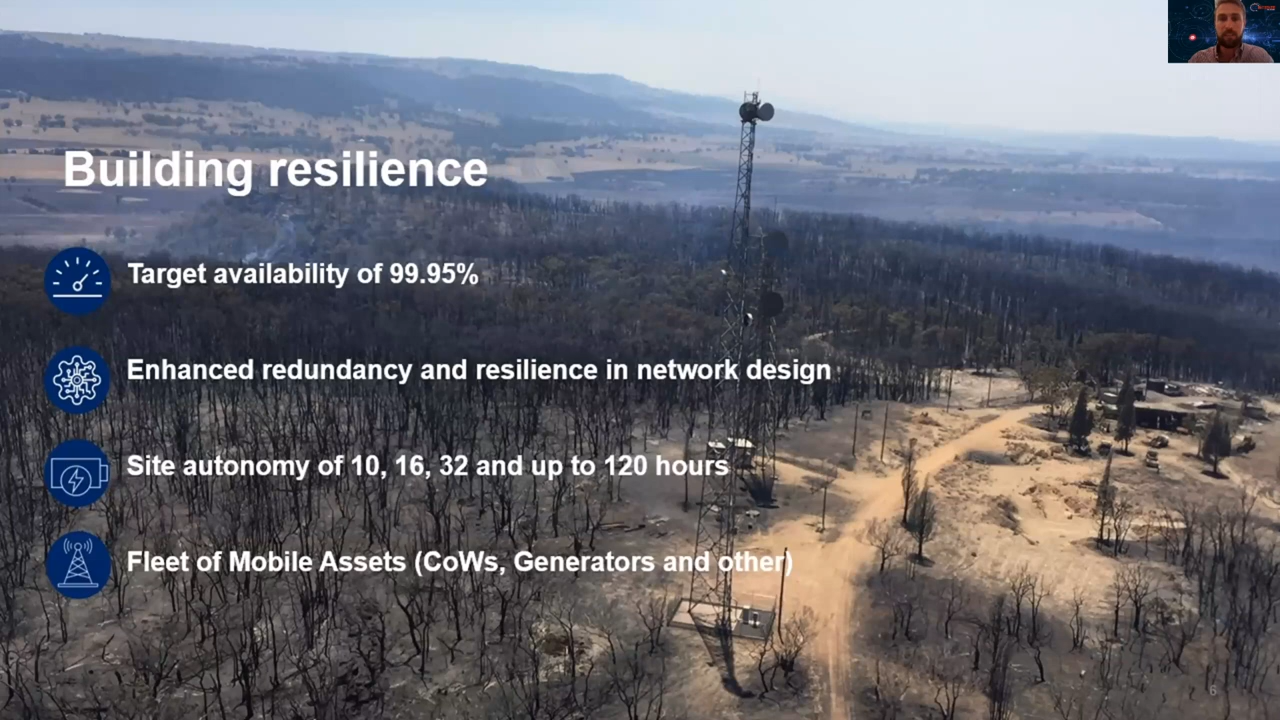 Building resilience
Target availability of 99.95%
Enhanced redundancy and resilience in network design
Site autonomy of 10, 16, 32 and up to 120 hours
Fleet of Mobile Assets (CoWs, Generators and other)
6